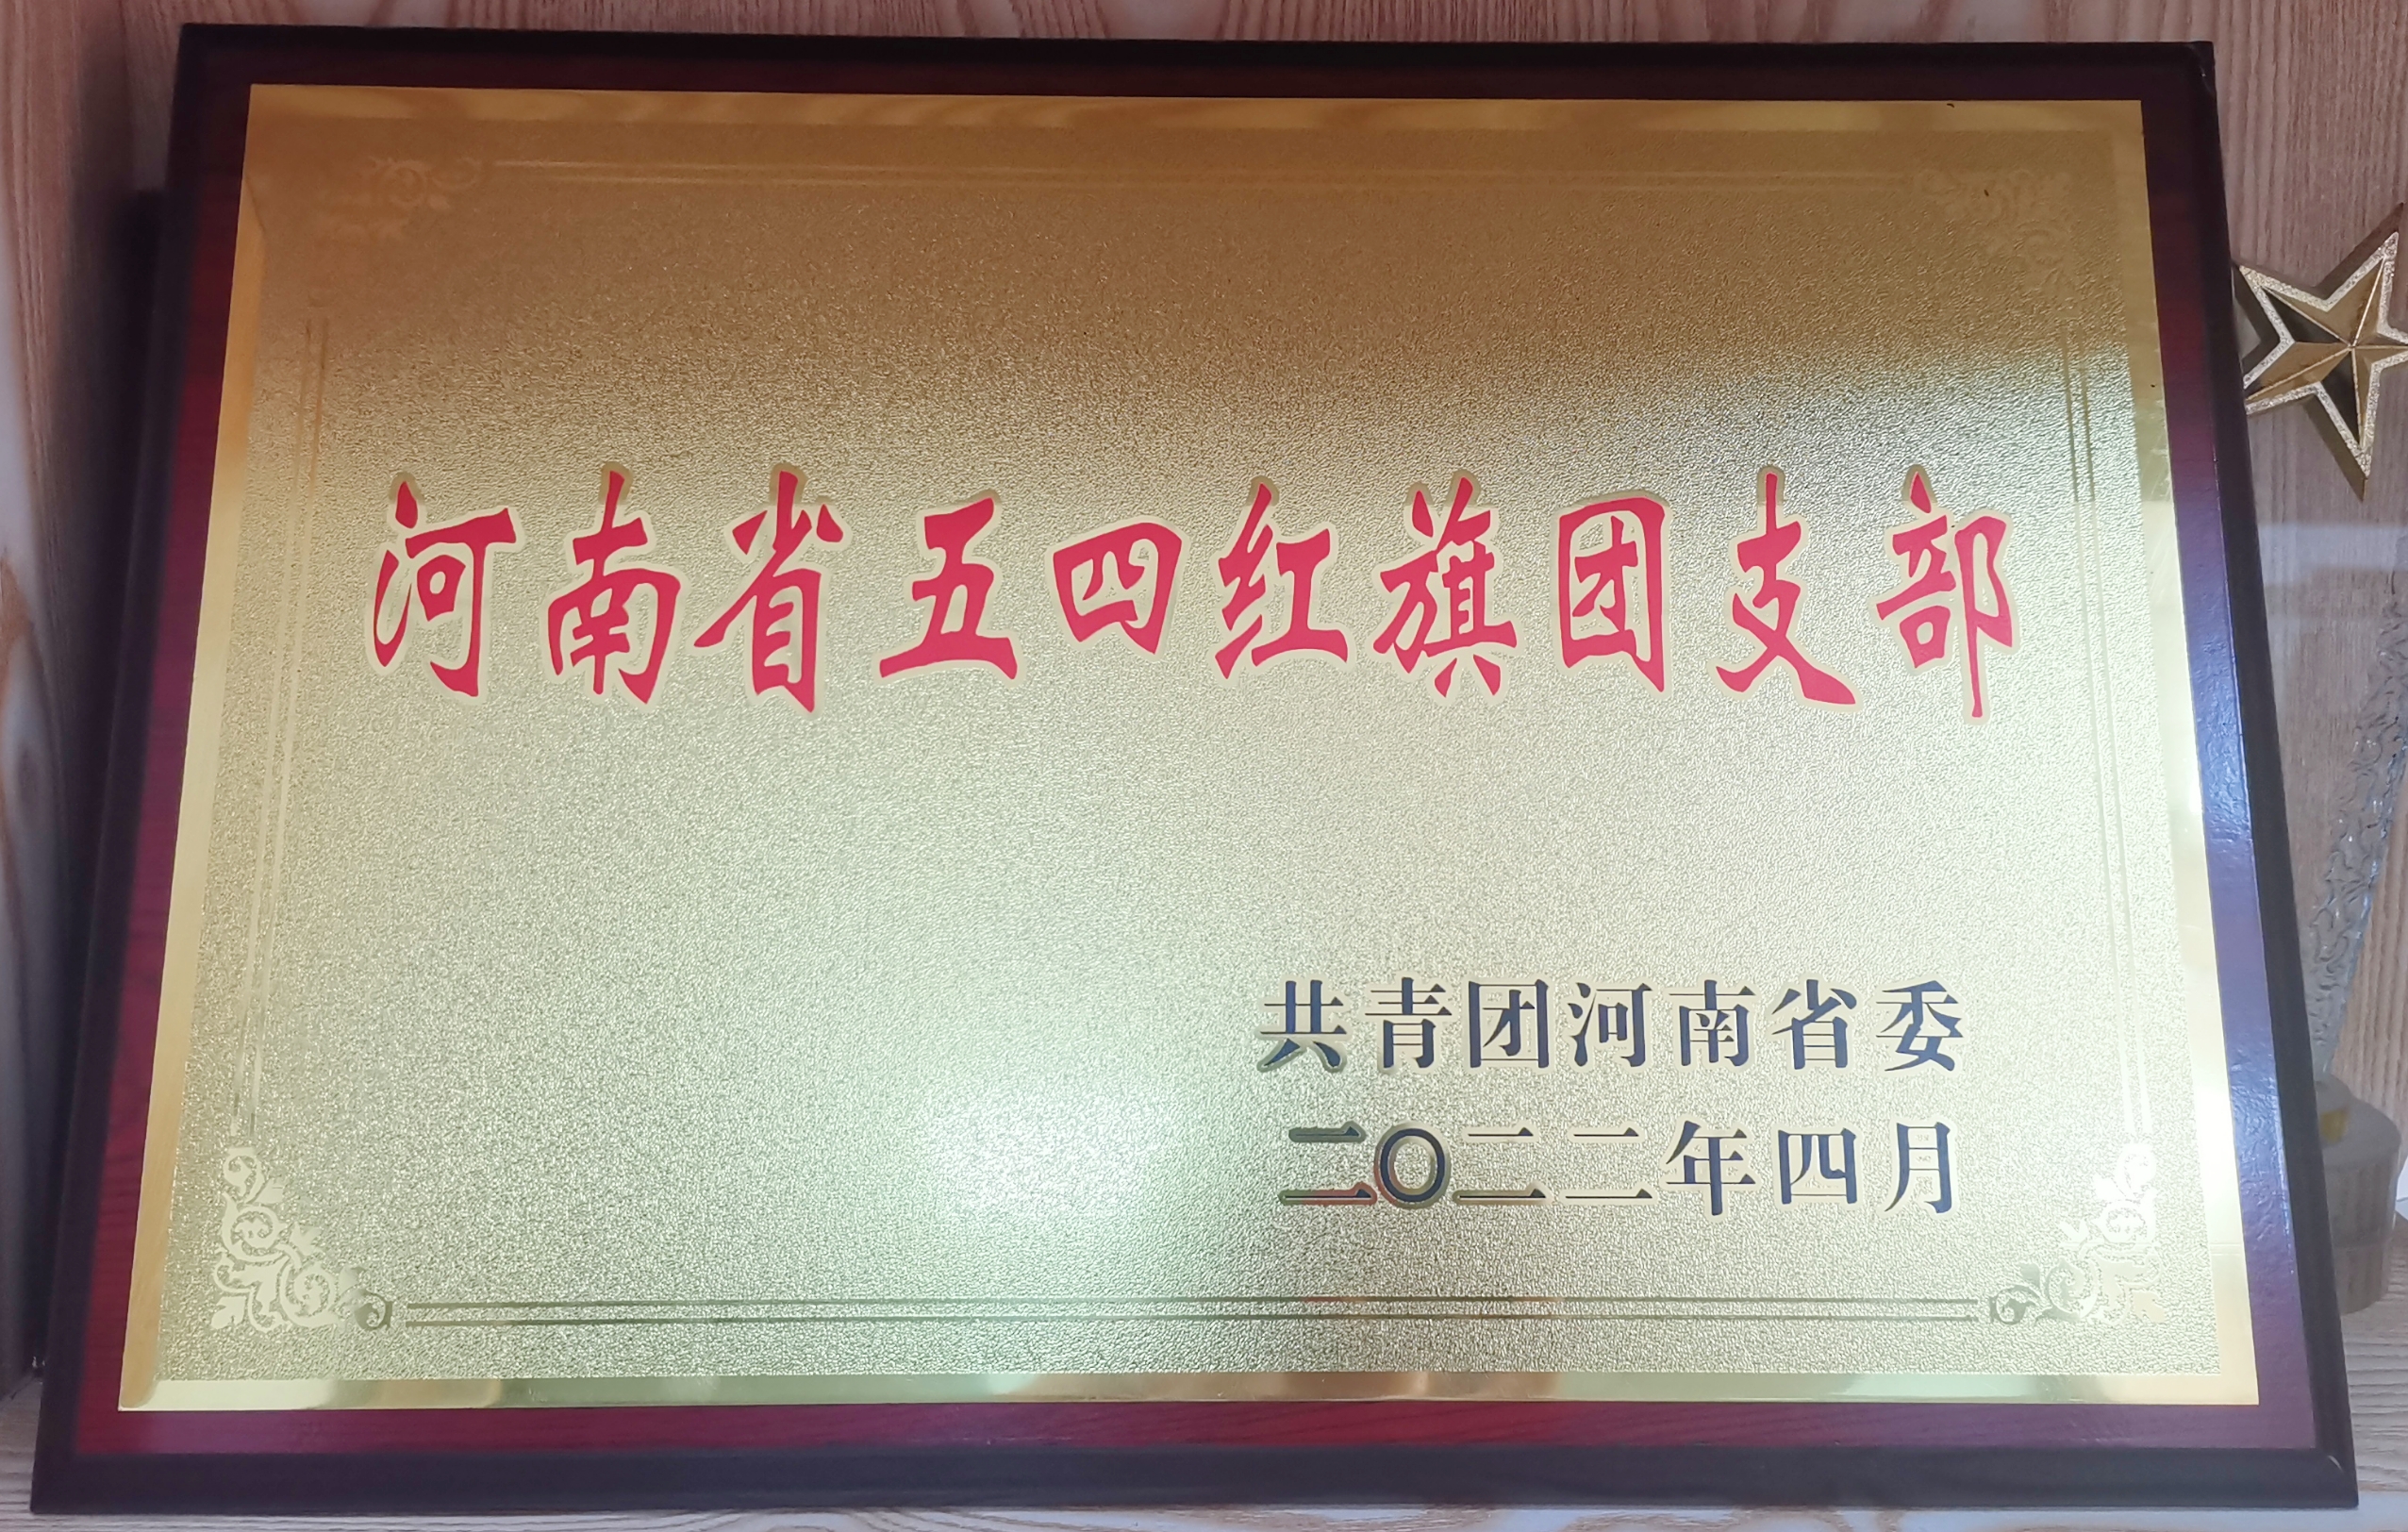 河南省五四红旗团支部
共青团河南省委
二〇二二年四月